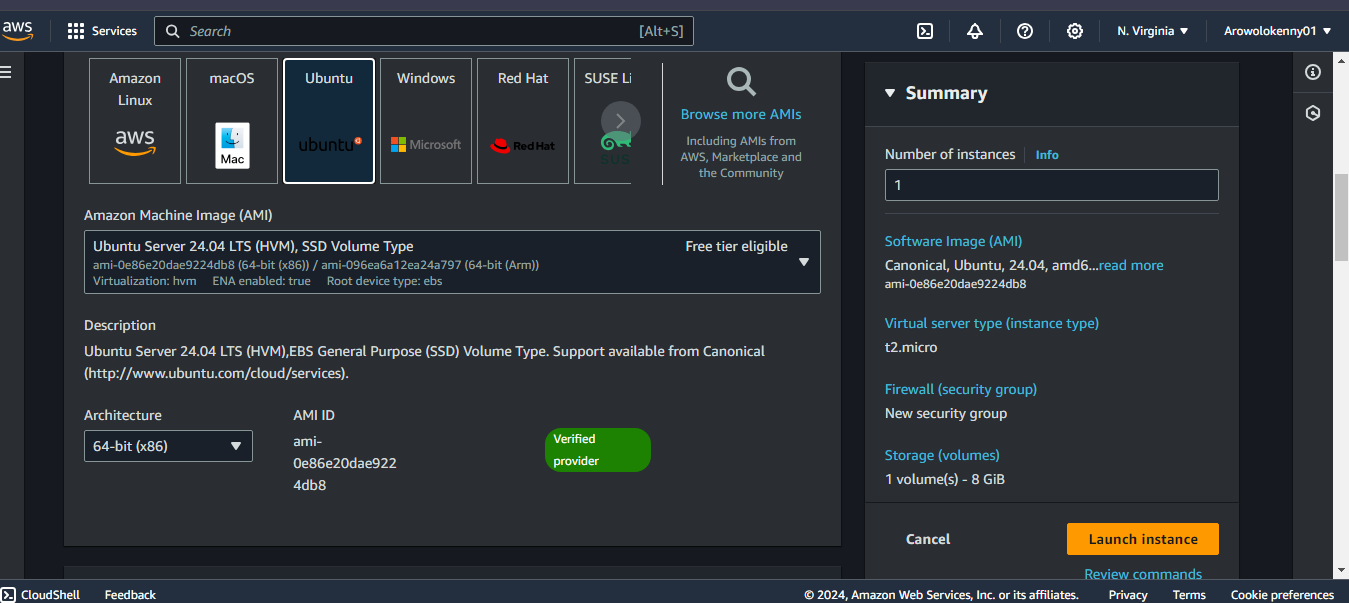 aws
Services
Search
[Alt+S]
N. Virginia
Arowolokenny01
Amazon
Linux
aws
macOS
Mac
Ubuntu
ubuntu
Windows
Microsoft
Red Hat
Red Hat
SUSE Li
SUS
Browse more AMIs
Including AMIs from
AWS, Marketplace and
the Community
Amazon Machine Image (AMI)
Ubuntu Server 24.04 LTS (HVM), SSD Volume Type
Free tier eligible
ami-0e86e20dae9224db8 (64-bit (x86)) / ami-096ea6a12ea24a797 (64-bit (Arm))
Virtualization: hvm ENA enabled: true Root device type: ebs
Description
Ubuntu Server 24.04 LTS (HVM),EBS General Purpose (SSD) Volume Type. Support available from Canonical
(http://www.ubuntu.com/cloud/services).
Architecture
64-bit (x86)
AMI ID
ami-
0e86e20dae922
4db8
Verified
provider
Summary
Number of instances
Info
1
Software Image (AMI)
Canonical, Ubuntu, 24.04, amd6...read more
ami-0e86e20dae9224db8
Virtual server type (instance type)
t2.micro
Firewall (security group)
New security group
Storage (volumes)
1 volume(s) - 8 GiB
Cancel
Launch instance
Review commands
CloudShell
Feedback
© 2024, Amazon Web Services, Inc. or its affiliates.
Privacy
Terms
Cookie preferences